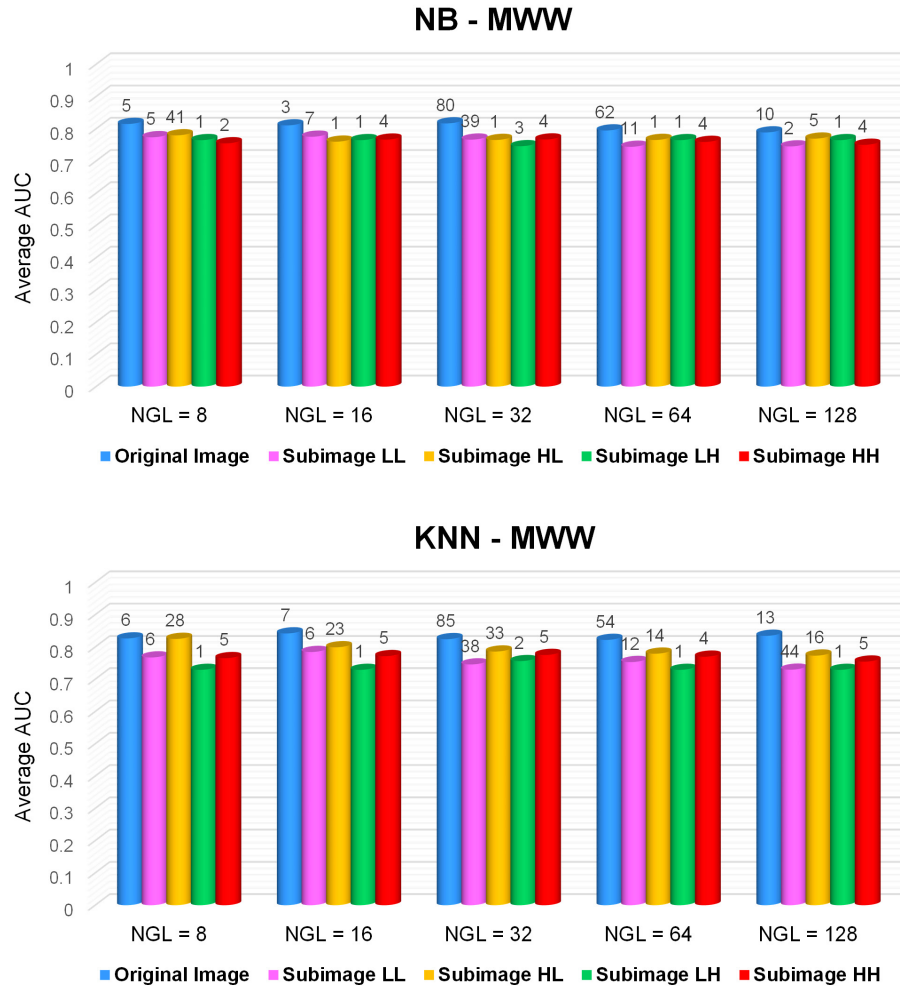 NB - MWW
Average AUC
1
0.9
0.8
0.7
0.6
0.5
0.4
0.3
0.2
0.1
0
5 5 41 1 2
3 7 1 1 4
80 39 1 3 4
62 11 1 1 4
10 2 5 1 4
NGL = 8 NGL = 16 NGL = 32 NGL = 64 NGL = 128
Original Image Subimage LL Subimage HL Subimage LH Subimage HH
KNN - MWW
Average AUC
1
0.9
0.8
0.7
0.6
0.5
0.4
0.3
0.2
0.1
0
6 6 28 1 5
7 6 23 1 5
85 38 33 2 5
54 12 14 1 4
13 44 16 1 5
NGL = 8 NGL = 16 NGL = 32 NGL = 64 NGL = 128
Original Image Subimage LL Subimage HL Subimage LH Subimage HH